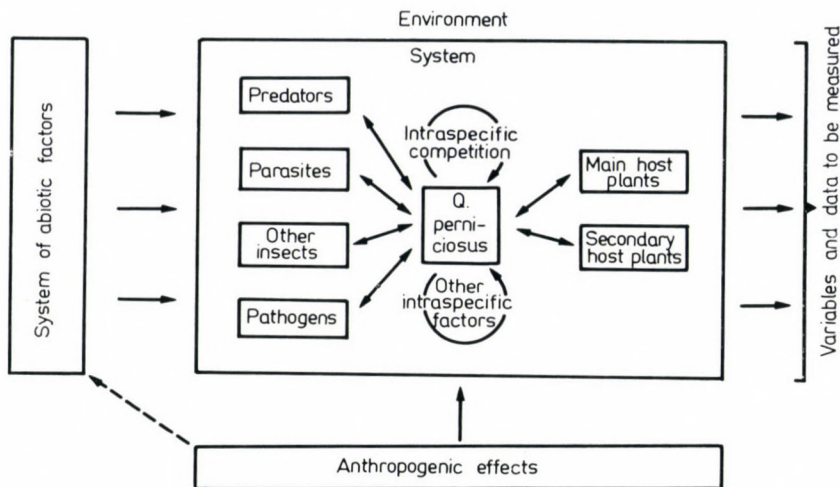 Environment
System
System of abiotic factors
Predators
Parasites
Other
insects
Pathogens
Intraspecific
competition
Q.
perni-
ciosus
Other
intraspecific
factors
Main host
plants
Secondary
host plants
Variables and data to be measured
Anthropogenic effects